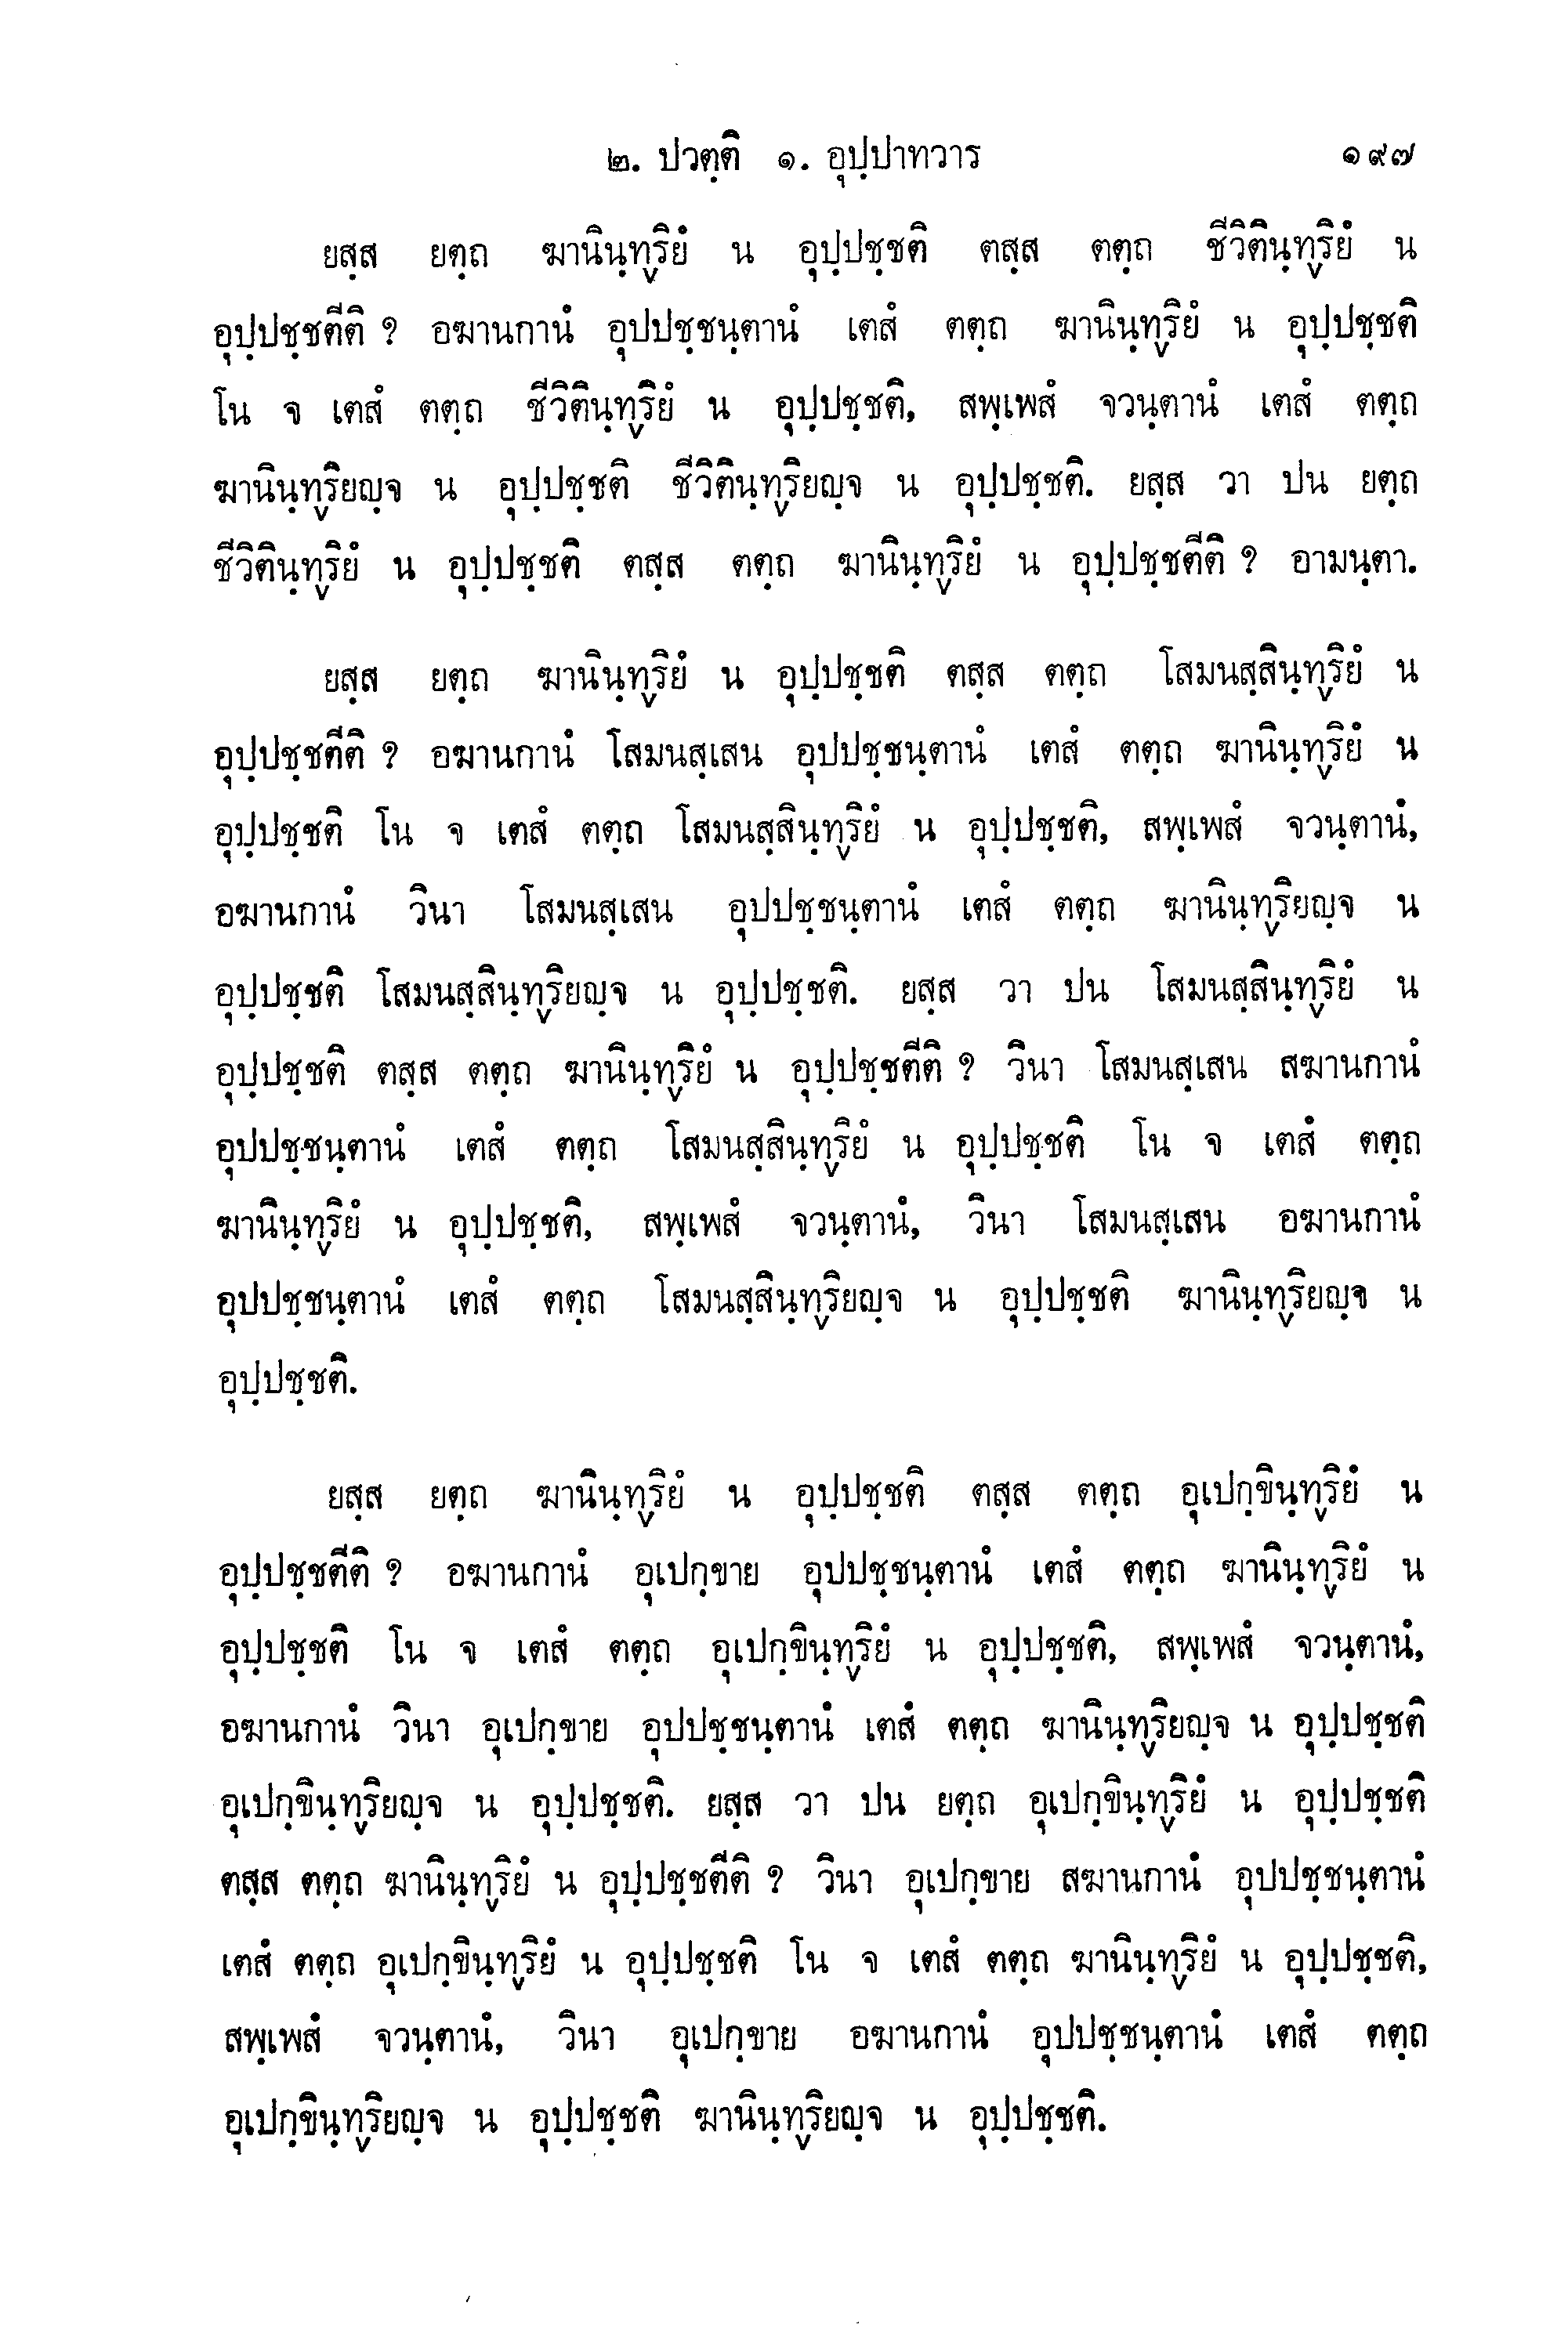 ๒. ปวตฺติ ๑. อุปฺปาทวาร ๑๙๗
ยสฺส ยตฺถ ฆานินฺทฺริยํ น อุปฺปชฺชติ ตสฺส ตตฺถ ชีวิตินฺทฺริยํ น
อุปฺปชฺชตีติ ? อฆานกานํ อุปปชฺชนฺตานํ เตสํ ตตฺถ ฆานินฺทฺริยํ น อุปฺปชฺชติ
โน จ เตสํ ตตฺถ ชีวิตินฺทฺริยํ น อุปฺปชฺชติ, สพฺเพสํ จวนฺตานํ เตสํ ตตฺถ
ฆานินฺทฺริยญฺจ น อุปฺปชฺชติ ชีวิตินฺทฺริยญฺจ น อุปฺปชฺชติ. ยสฺส วา ปน ยตฺถ
ชีวิตินฺทฺริยํ น อุปฺปชฺชติ ตสฺส ตตฺถ ฆานินฺทฺริยํ น อุปฺปชฺชตีติ ? อามนฺตา.
ยสฺส ยตฺถ ฆานินฺทฺริยํ น อุปฺปชฺชติ ตสฺส ตตฺถ โสมนสฺสินฺทฺริยํ น
อุปฺปชฺชตีติ ? อฆานกานํ โสมนสฺเสน อุปปชฺชนฺตานํ เตสํ ตตฺถ ฆานินฺทฺริยํ น
อุปฺปชฺชติ โน จ เตสํ ตตฺถ โสมนสฺสินฺทฺริยํ น อุปฺปชฺชติ, สพฺเพสํ จวนฺตานํ,
อฆานกานํ วินา โสมนสฺเสน อุปปชฺชนฺตานํ เตสํ ตตฺถ ฆานินฺทฺริยญฺจ น
อุปฺปชฺชติ โสมนสฺสินฺทฺริยญฺจ น อุปฺปชฺชติ. ยสฺส วา ปน โสมนสฺสินฺทฺริยํ น
อุปฺปชฺชติ ตสฺส ตตฺถ ฆานินฺทฺริยํ น อุปฺปชฺชตีติ ? วินา โสมนสฺเสน สฆานกานํ
อุปปชฺชนฺตานํ เตสํ ตตฺถ โสมนสฺสินฺทฺริยํ น อุปฺปชฺชติ โน จ เตสํ ตตฺถ
ฆานินฺทฺริยํ น อุปฺปชฺชติ, สพฺเพสํ จวนฺตานํ, วินา โสมนสฺเสน อฆานกานํ
อุปปชฺชนฺตานํ เตสํ ตตฺถ โสมนสฺสินฺทฺริยญฺจ น อุปฺปชฺชติ ฆานินฺทฺริยญฺจ น
อุปฺปชฺชติ.
ยสฺส ยตฺถ ฆานินฺทฺริยํ น อุปฺปชฺชติ ตสฺส ตตฺถ อุเปกฺขินฺทฺริยํ น
อุปฺปชฺชตีติ ? อฆานกานํ อุเปกฺขาย อุปปชฺชนฺตานํ เตสํ ตตฺถ ฆานินฺทฺริยํ น
อุปฺปชฺชติ โน จ เตสํ ตตฺถ อุเปกฺขินฺทฺริยํ น อุปฺปชฺชติ, สพฺเพสํ จวนฺตานํ,
อฆานกานํ วินา อุเปกฺขาย อุปปชฺชนฺตานํ เตสํ ตตฺถ ฆานินฺทฺริยญฺจ น อุปฺปชฺชติ
อุเปกฺขินฺทฺริยญฺจ น อุปฺปชฺชติ. ยสฺส วา ปน ยตฺถ อุเปกฺขินฺทฺริยํ น อุปฺปชฺชติ
ตสฺส ตตฺถ ฆานินฺทฺริยํ น อุปฺปชฺชตีติ ? วินา อุเปกฺขาย สฆานกานํ อุปปชฺชนฺตานํ
เตสํ ตตฺถ อุเปกฺขินฺทฺริยํ น อุปฺปชฺชติ โน จ เตสํ ตตฺถ ฆานินฺทฺริยํ น อุปฺปชฺชติ,
สพฺเพสํ จวนฺตานํ, วินา อุเปกฺขาย อฆานกานํ อุปปชฺชนฺตานํ เตสํ ตตฺถ
อุเปกฺขินฺทฺริยญฺจ น อุปฺปชฺชติ ฆานินฺทฺริยญฺจ น อุปฺปชฺชติ.